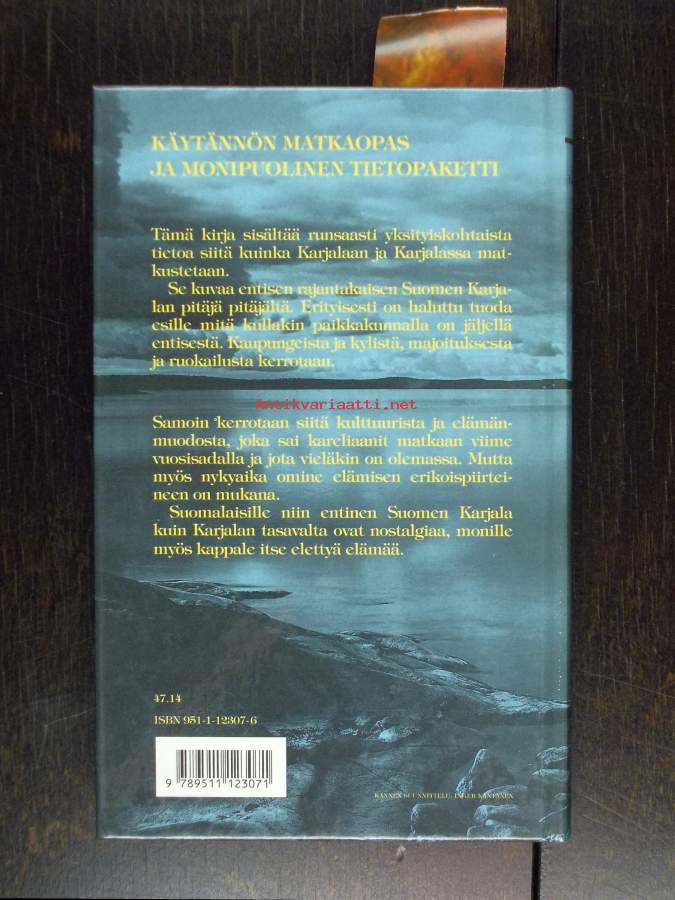 KÄYTÄNNÖN MATKAOPAS
JA MONIPUOLINEN TIETOPAKETTI
Tämä kirja sisältää runsaasti yksityiskohtaista
tietoa siitä kuinka Karjalaan ja Karjalassa mat-
kustetaan.
Se kuvaa entisen rajantakaisen Suomen Karja-
lan pitäjä pitäjältä. Erityisesti on haluttu tuoda
esille mitä kullakin paikkakunnalla on jäljellä
entisestä. Kaupungeista ja kylistä, majoituksesta
ja ruokailusta kerrotaan.
Antikvariaatti.net
Samoin kerrotaan siitä kulttuurista ja elämän-
muodosta, joka sai kareliaanit matkaan viime
vuosisadalla ja jota vieläkin on olemassa. Mutta
myös nykyaika omine elämisen erikoispiirtei-
neen on mukana.
Suomalaisille niin entinen Suomen Karjala
kuin Karjalan tasavalta ovat nostalgiaa, monille
myös kappale itse elettyä elämää.
47.14
ISBN 951-1-12307-6
9 789511 123071
KANNEN SUUNNITTELU: INGER KANTANEN